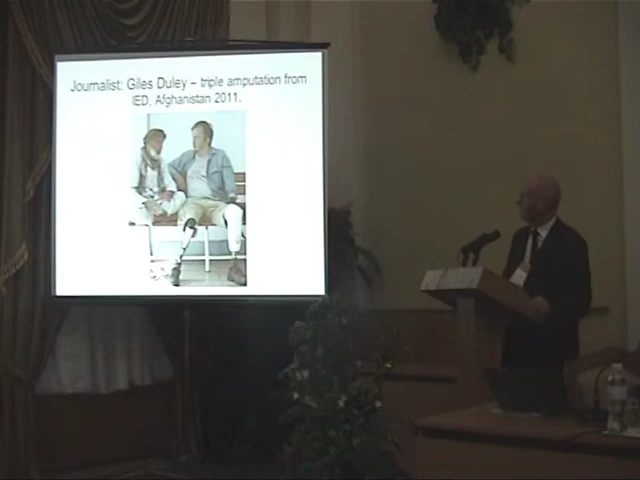 Journalist: Giles Duley – triple amputation from
IED, Afghanistan 2011.